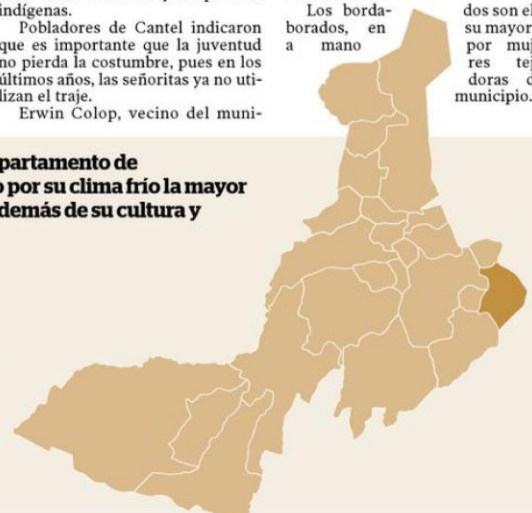 indígenas.
Pobladores de Cantel indicaron
que es importante que la juventud
no pierda la costumbre, pues en los
últimos años, las señoritas ya no uti-
lizan el traje.
Erwin Colop, vecino del muni-
Los borda-
borados, en
a mano
dos son el
su mayor
por muj
res tej
doras d
municipio.
partamento de
o por su clima frío la mayor
demás de su cultura y